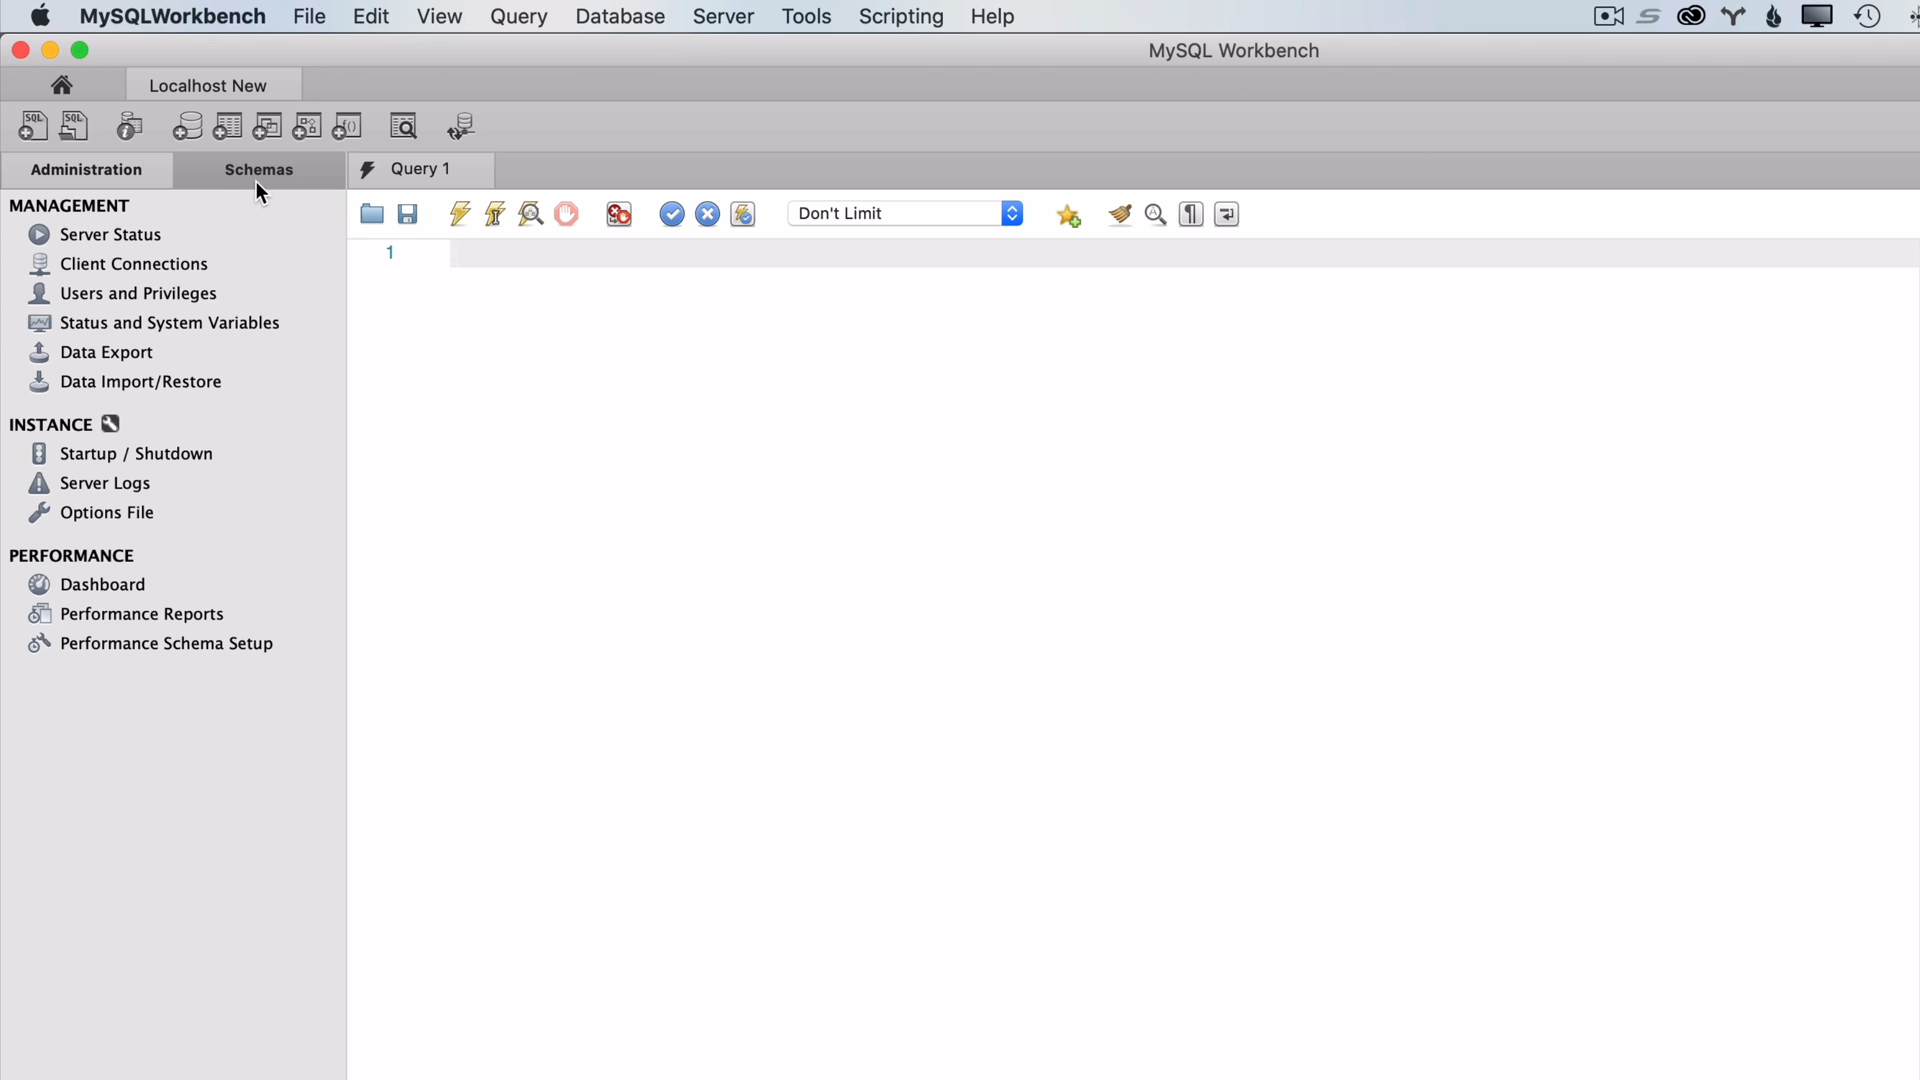 MySQLWorkbench File Edit View Query Database Server Tools Scripting Help
MySQL Workbench
Localhost New
SQL SQL
Administration Schemas Query 1
Don't Limit
1
MANAGEMENT
Server Status
Client Connections
Users and Privileges
Status and System Variables
Data Export
Data Import/Restore
INSTANCE
Startup / Shutdown
Server Logs
Options File
PERFORMANCE
Dashboard
Performance Reports
Performance Schema Setup